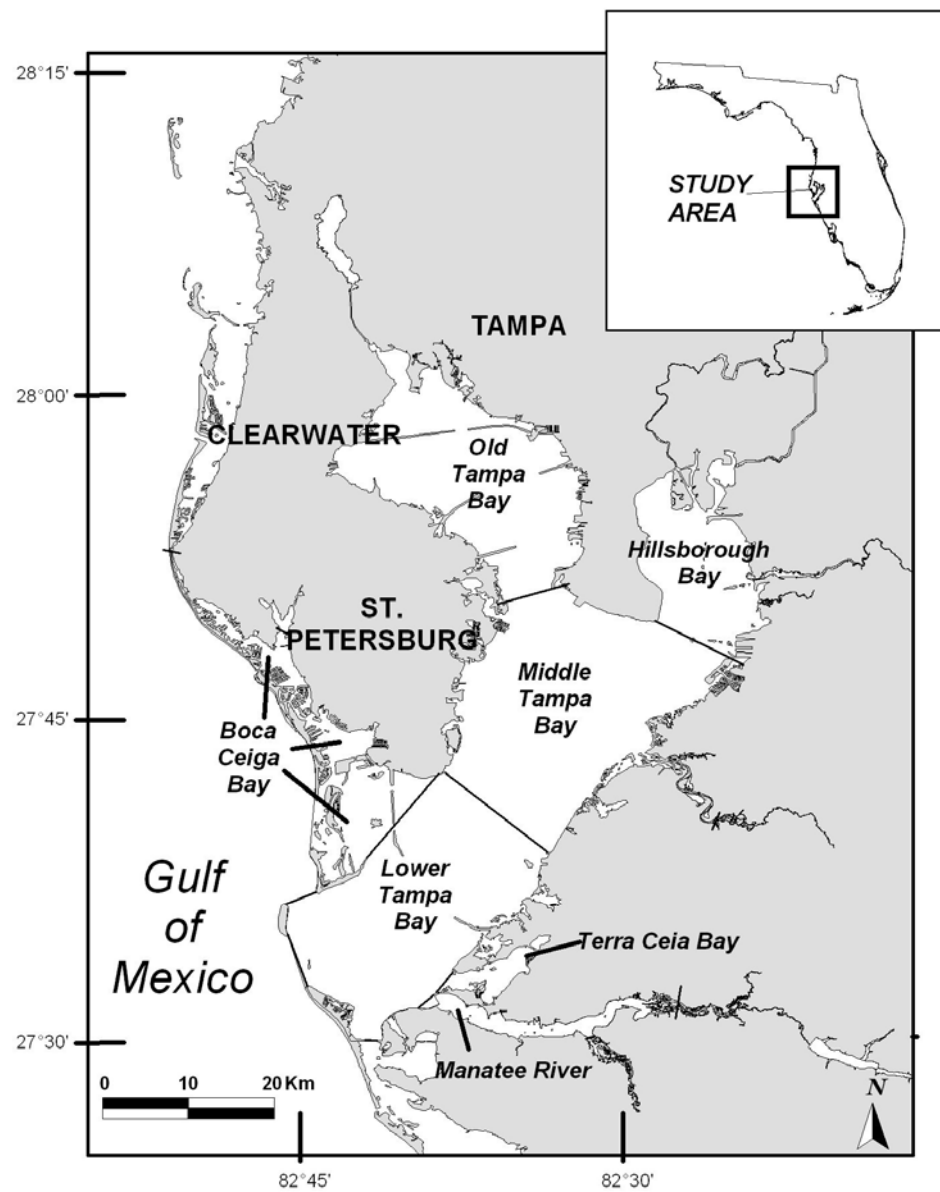 28°15'
STUDY
AREA
TAMPA
28°00'
CLEARWATER
Old
Tampa
Bay
Hillsborough
Bay
ST.
PETERSBURG
Middle
Tampa
Bay
27°45'
Boca
Ceiga
Bay
Gulf
of
Mexico
Lower
Tampa
Bay
Terra Ceia Bay
27°30'
Manatee River
0 10 20 Km
N
82°45' 82°30'